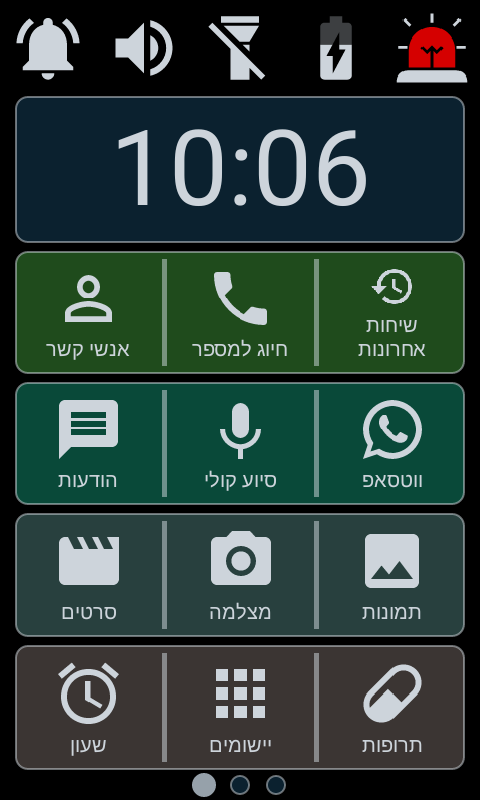 10:06
שיחות
אחרונות
חיוג למספר
אנשי קשר
ווטסאפ
סיוע קולי
הודעות
תמונות
מצלמה
סרטים
תרופות
יישומים
שעון